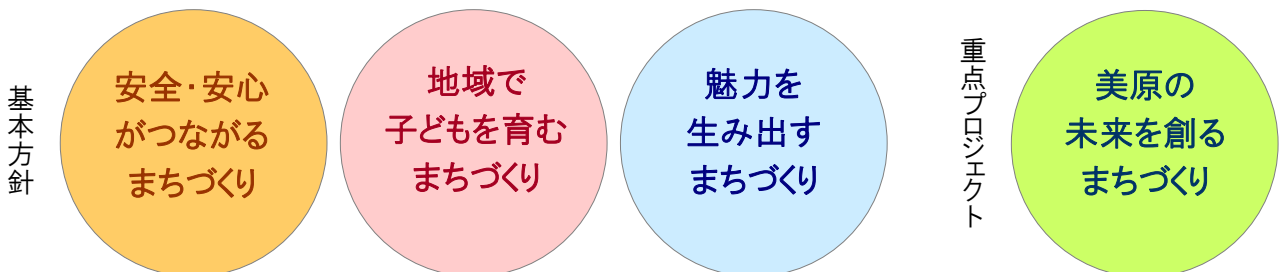 基本方針
安全・安心
がつながる
まちづくり
地域で
子どもを育む
まちづくり
魅力を
生み出す
まちづくり
重点プロジェクト
美原の
未来を創る
まちづくり